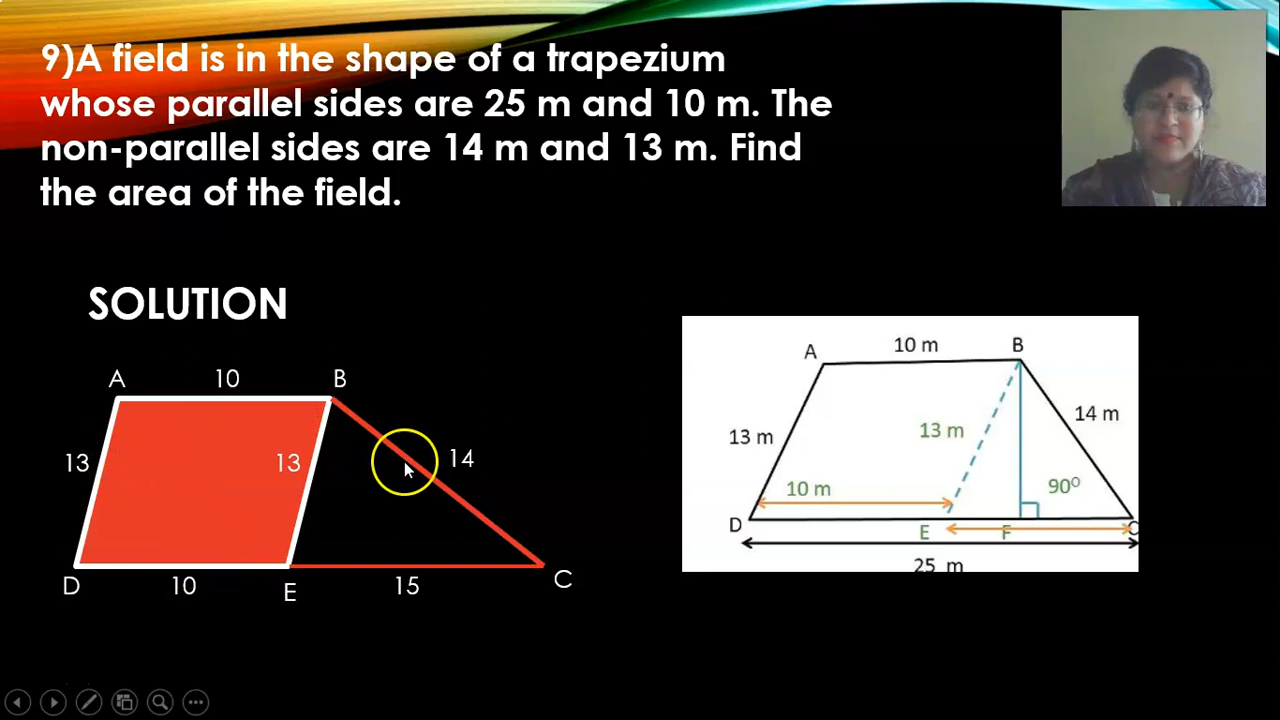 9)A field is in the shape of a trapezium
whose parallel sides are 25 m and 10 m. The
non-parallel sides are 14 m and 13 m. Find
the area of the field.
SOLUTION
A 10 B
13 13 14
D 10 E 15 C
A 10 m B
13 m 13 m 14 m
10 m 90⁰
D E F C
25 m